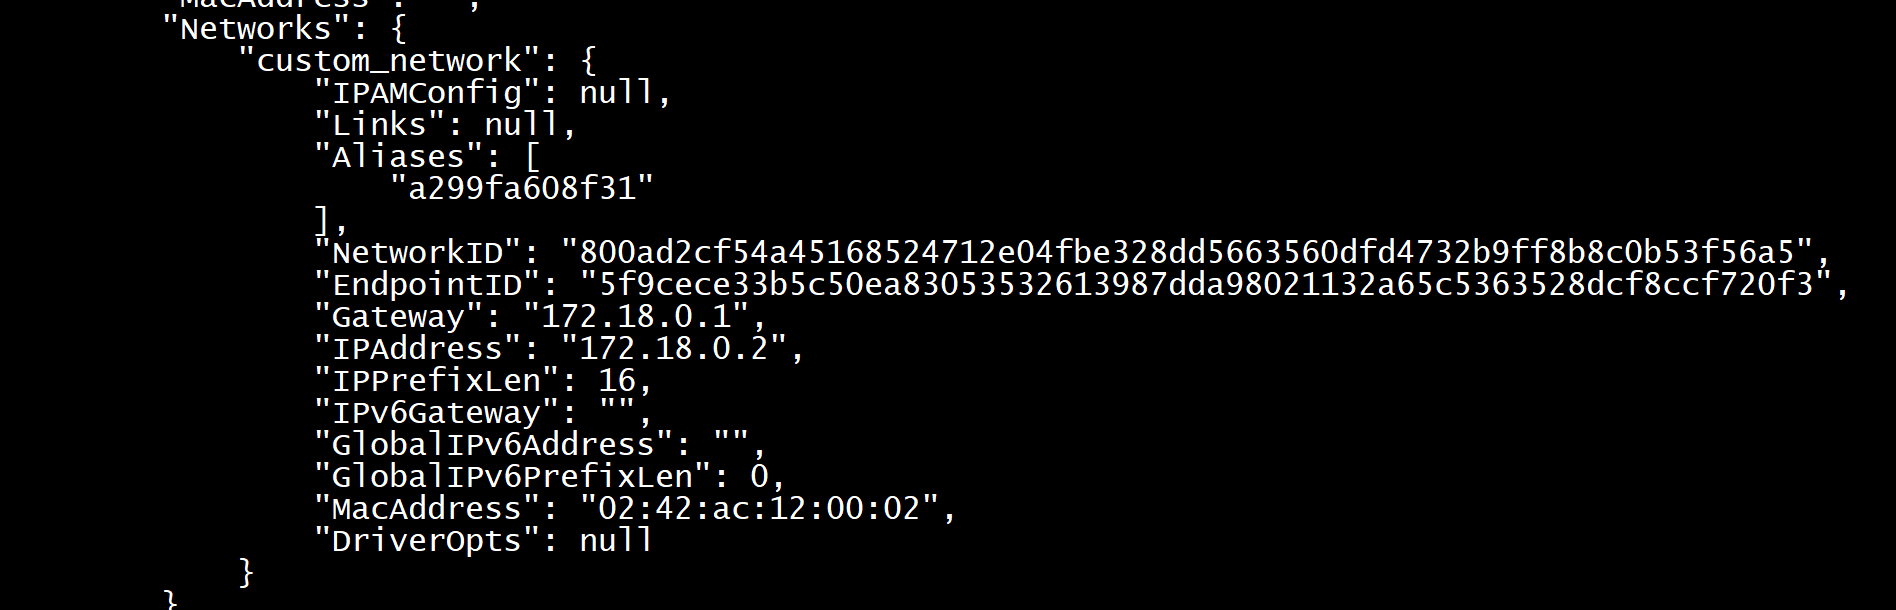 "MacAddress": "",
"Networks": {
"custom_network": {
"IPAMConfig": null,
"Links": null,
"Aliases": [
"a299fa608f31"
],
"NetworkID": "800ad2cf54a45168524712e04fbe328dd5663560dfd4732b9ff8b8c0b53f56a5",
"EndpointID": "5f9cece33b5c50ea83053532613987dda98021132a65c5363528dcf8ccf720f3",
"Gateway": "172.18.0.1",
"IPAddress": "172.18.0.2",
"IPPrefixLen": 16,
"IPv6Gateway": "",
"GlobalIPv6Address": "",
"GlobalIPv6PrefixLen": 0,
"MacAddress": "02:42:ac:12:00:02",
"DriverOpts": null
}
}